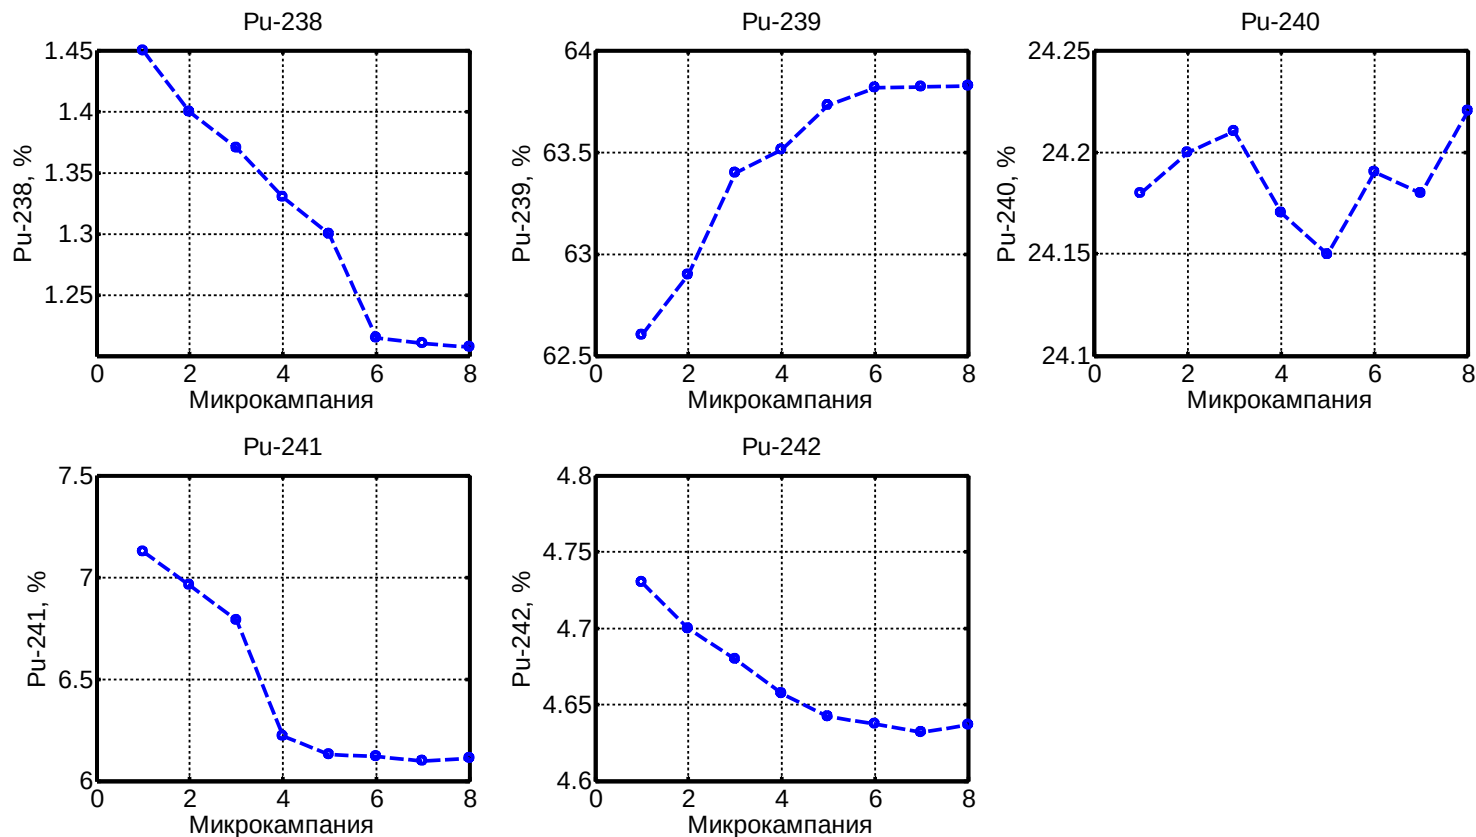 Pu-238
1.45
1.4
1.35
1.3
1.25
Pu-238, %
0 2 4 6 8
Микрокампания
Pu-239
64
63.5
63
62.5
Pu-239, %
0 2 4 6 8
Микрокампания
Pu-240
24.25
24.2
24.15
24.1
Pu-240, %
0 2 4 6 8
Микрокампания
Pu-241
7.5
7
6.5
6
Pu-241, %
0 2 4 6 8
Микрокампания
Pu-242
4.8
4.75
4.7
4.65
4.6
Pu-242, %
0 2 4 6 8
Микрокампания